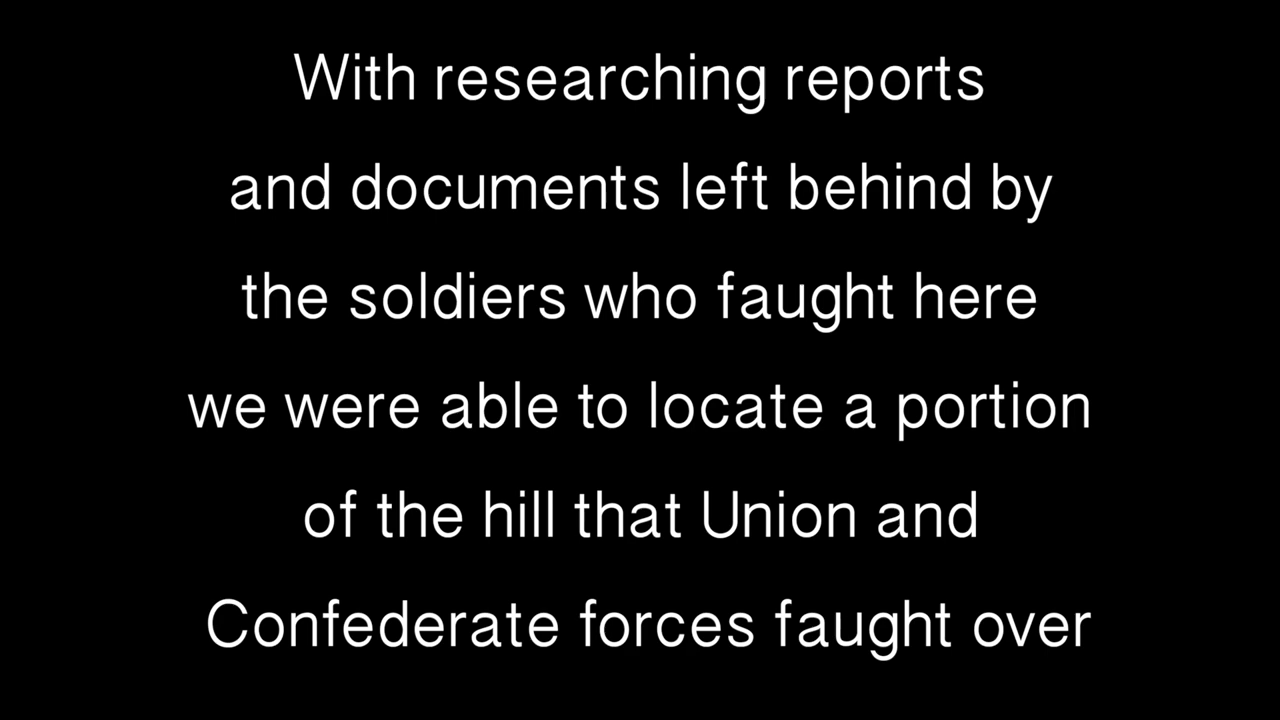 With researching reports
and documents left behind by
the soldiers who faught here
we were able to locate a portion
of the hill that Union and
Confederate forces faught over